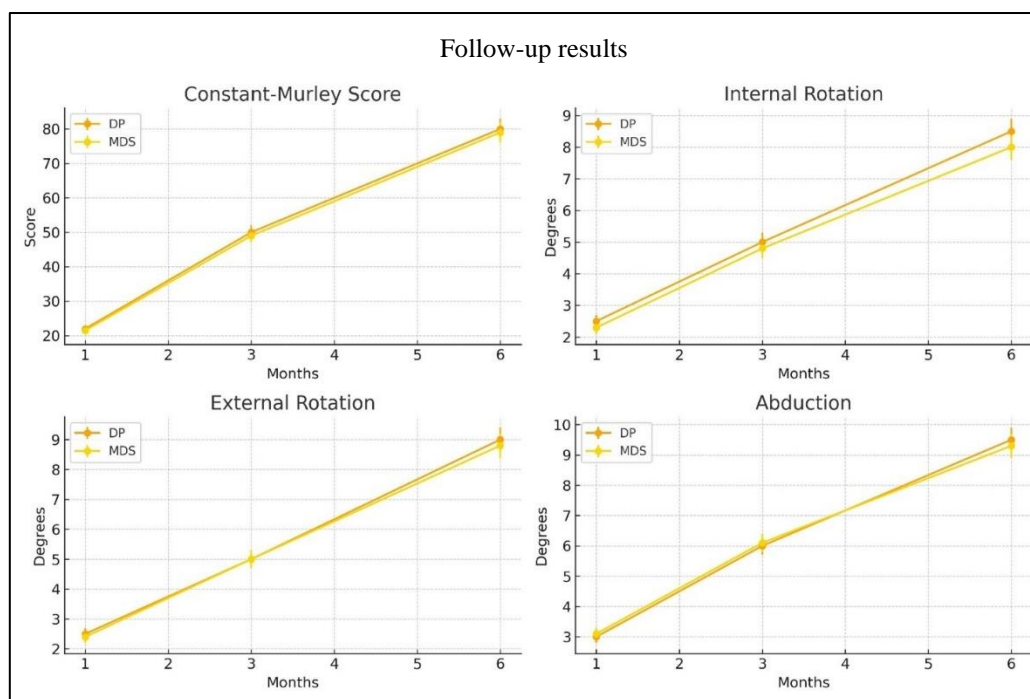 Follow-up results
Constant-Murley Score
DP
MDS
80
70
60
50
40
30
20
Score
1 2 3 4 5 6
Months
Internal Rotation
DP
MDS
9
8
7
6
5
4
3
2
Degrees
1 2 3 4 5 6
Months
External Rotation
DP
MDS
9
8
7
6
5
4
3
2
Degrees
1 2 3 4 5 6
Months
Abduction
DP
MDS
10
9
8
7
6
5
4
3
Degrees
1 2 3 4 5 6
Months